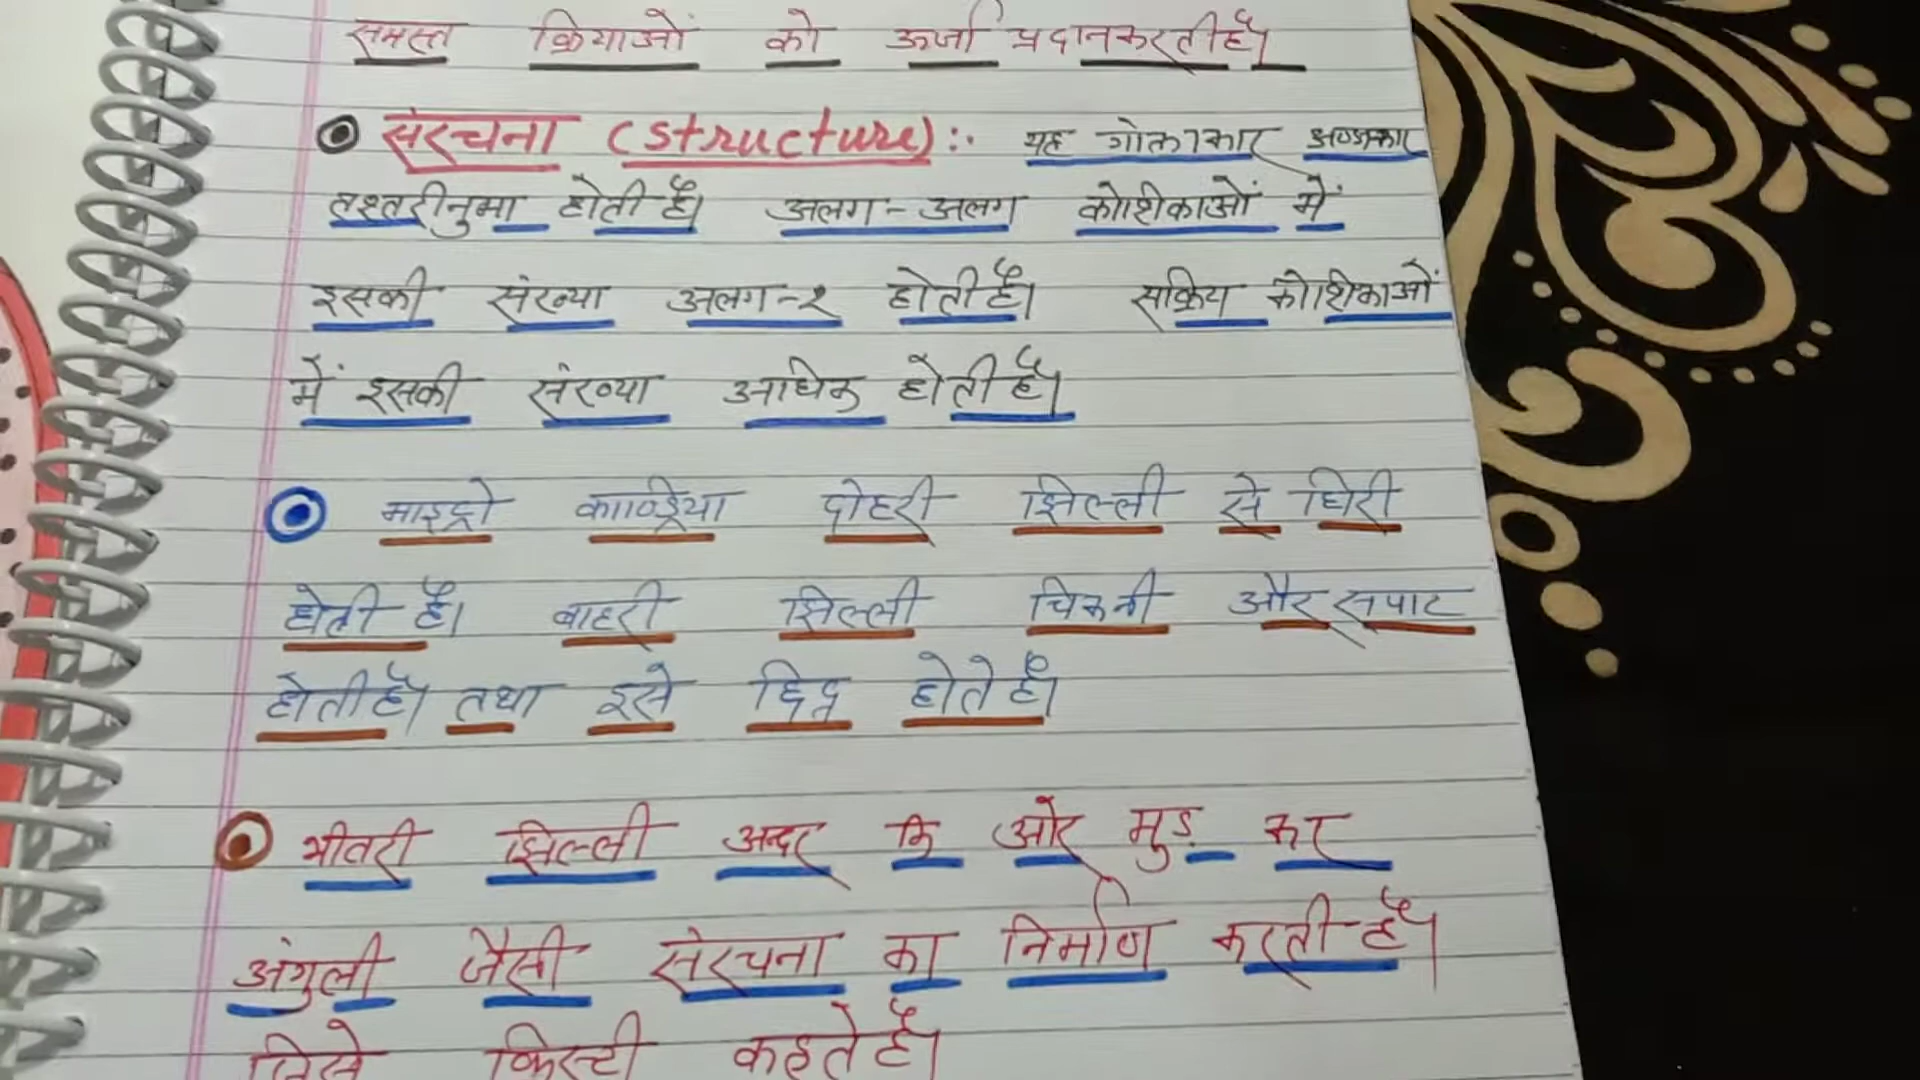 समस्त क्रियाओं को ऊर्जा प्रदान करती है।
संरचना (Structure):. यह गोलाकार अण्डाकार
तश्तरीनुमा होती है। अलग-अलग कोशिकाओं में
इसकी संख्या अलग-२ होती है। सक्रिय कोशिकाओं
में इसकी संख्या अधिक होती है।
माइट्रो काण्ड्रिया दोहरी झिल्ली से घिरी
होती है। बाहरी झिल्ली चिकनी और सपाट
होती है। तथा इसे छिद्र होते है।
भीतरी झिल्ली अन्दर कि ओर मुड़ कर
अंगुली जैसी संरचना का निर्माण करती है।
जिसे क्रिस्टी कहते है।